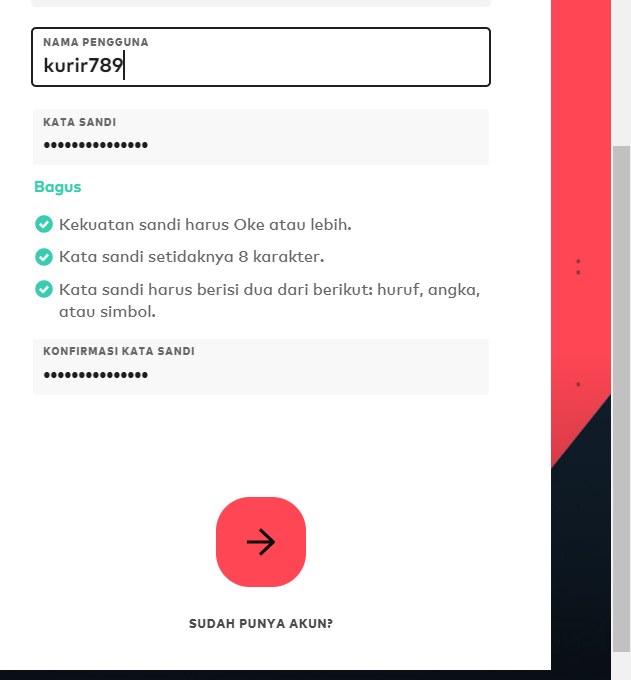 NAMA PENGGUNA
kurir789
KATA SANDI
•••••••••••••••
Bagus
Kekuatan sandi harus Oke atau lebih.
Kata sandi setidaknya 8 karakter.
Kata sandi harus berisi dua dari berikut: huruf, angka,
atau simbol.
KONFIRMASI KATA SANDI
•••••••••••••••
SUDAH PUNYA AKUN?